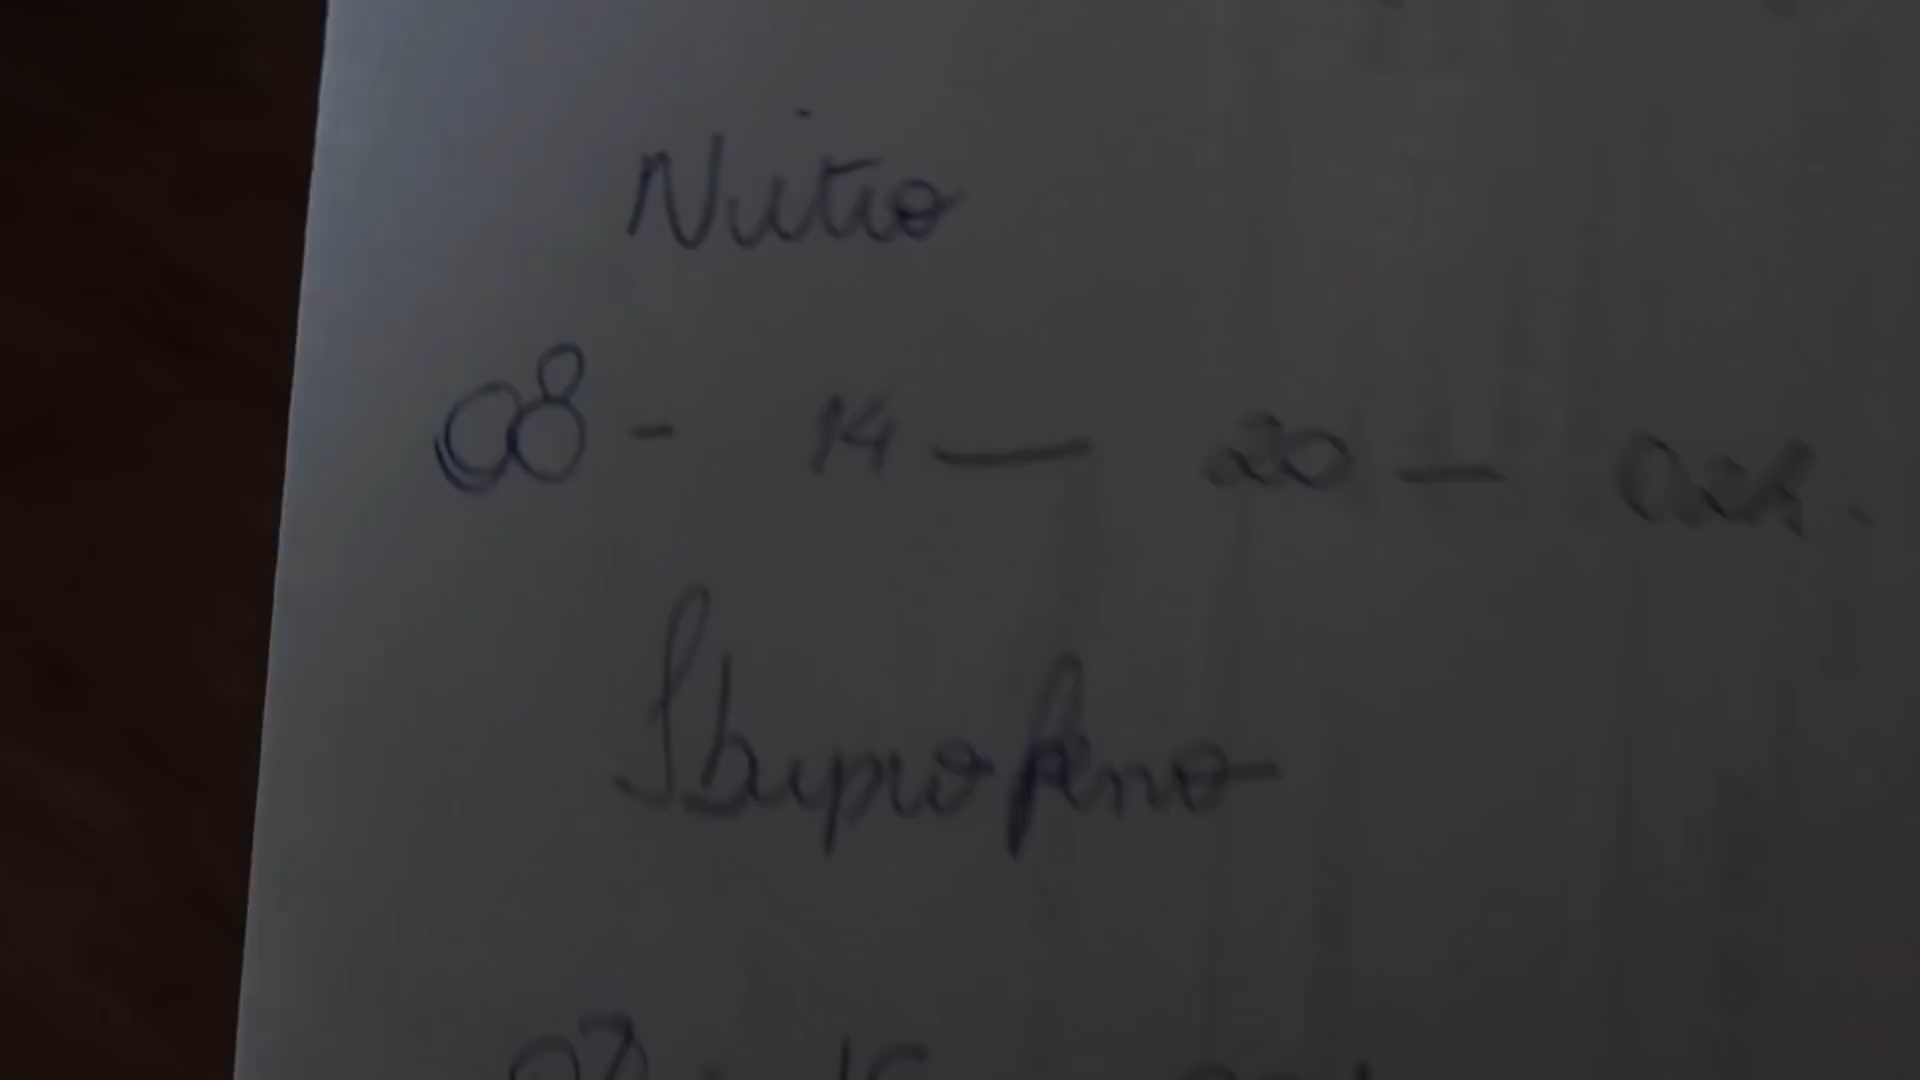 Nitro
08 - 14 — 20 — 02h.
Ibuprofeno